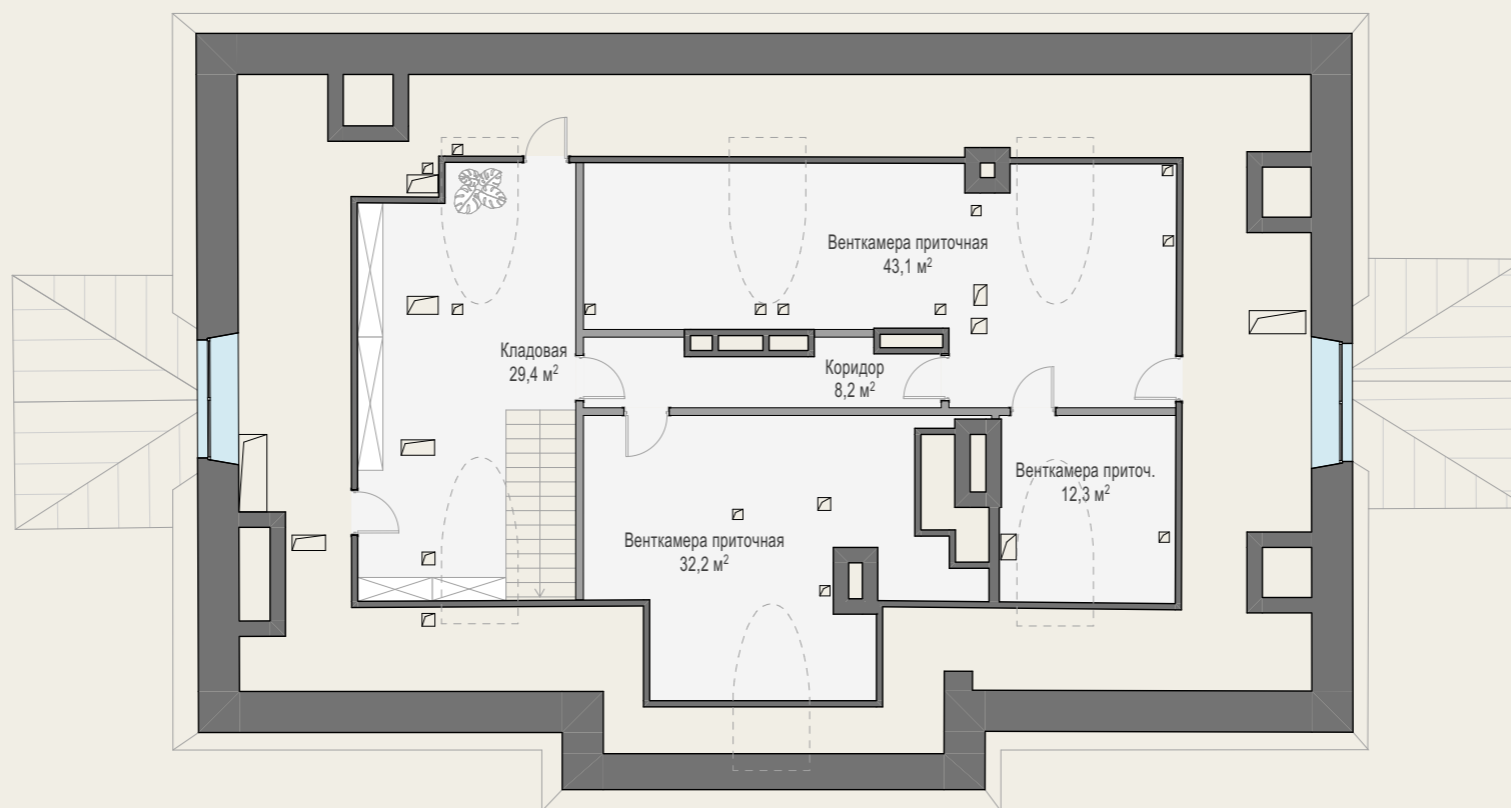 Венткамера приточная
43,1 м²
Кладовая
29,4 м²
Коридор
8,2 м²
Венткамера приточ.
12,3 м²
Венткамера приточная
32,2 м²